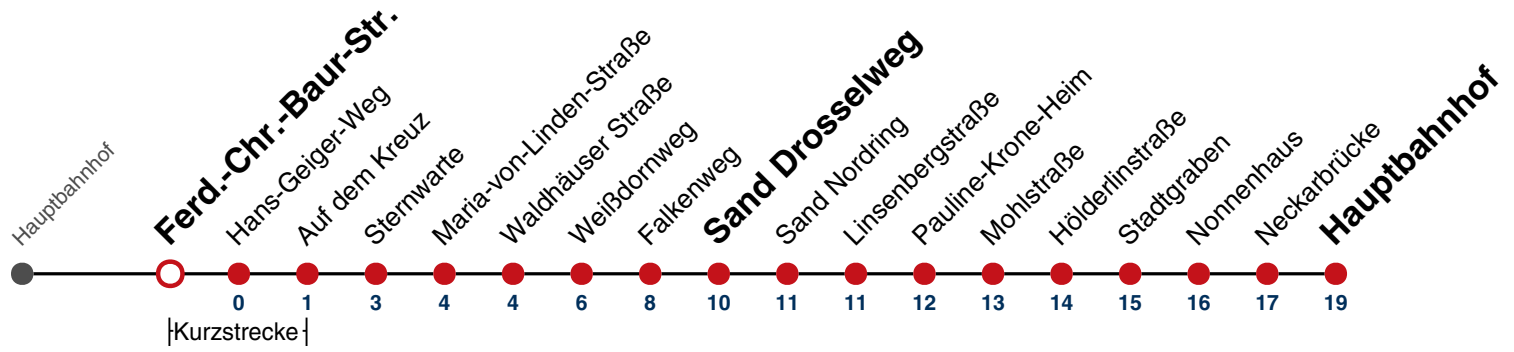 Hauptbahnhof
Ferd.-Chr.-Baur-Str.
Hans-Geiger-Weg
Auf dem Kreuz
Sternwarte
Maria-von-Linden-Straße
Waldhäuser Straße
Weißdornweg
Falkenweg
Sand Drosselweg
Sand Nordring
Linsenbergstraße
Pauline-Krone-Heim
Mohlstraße
Hölderlinstraße
Stadtgraben
Nonnenhaus
Neckarbrücke
Hauptbahnhof
0 1 3 4 4 6 8 10 11 11 12 13 14 15 16 17 19
Kurzstrecke